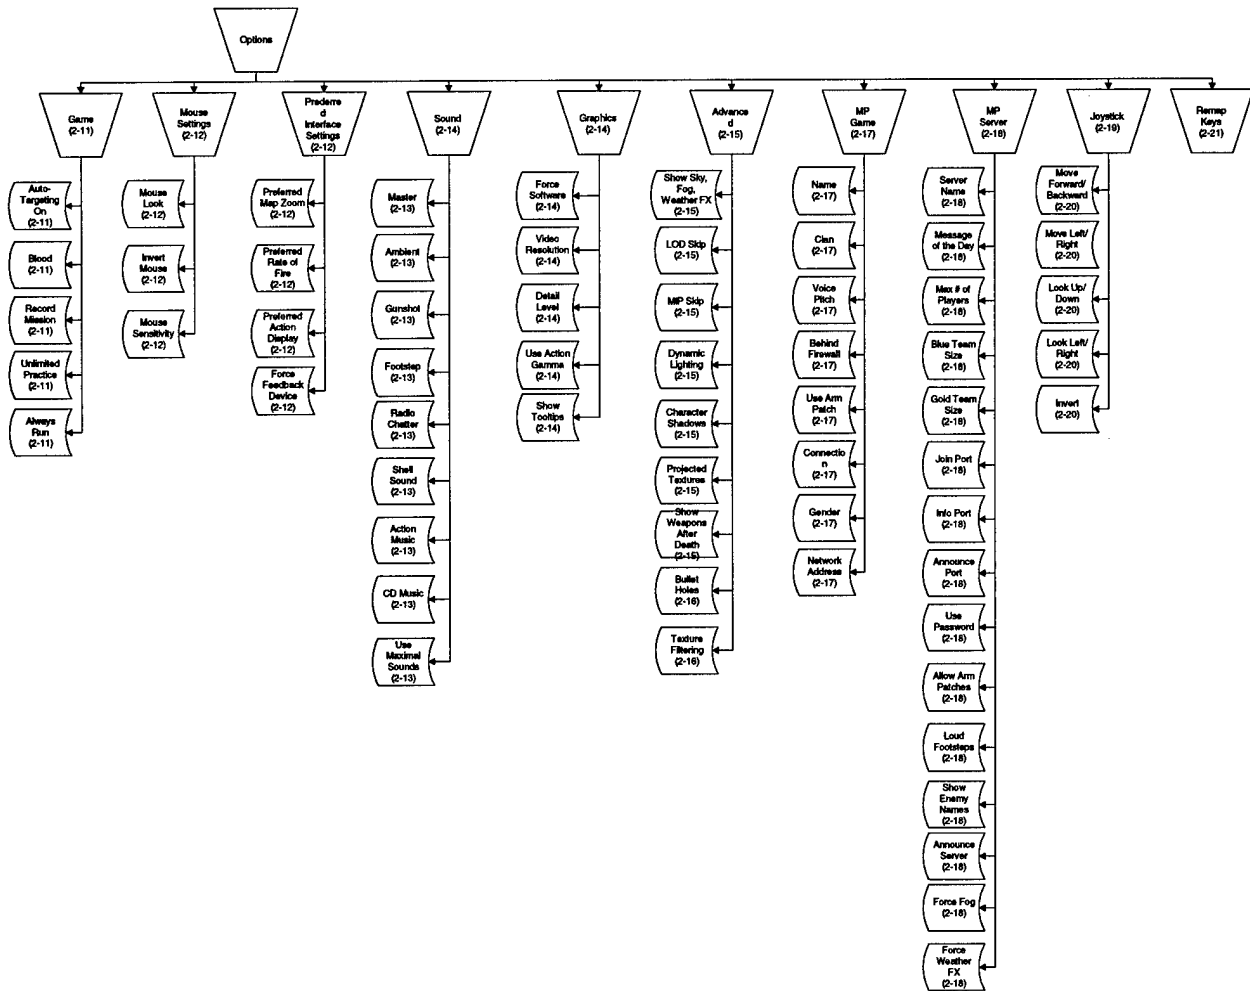 Options
Game
(2-11)
Mouse
Settings
(2-12)
Prederre
d
Interface
Settings
(2-12)
Sound
(2-14)
Graphics
(2-14)
Advance
d
(2-15)
MP
Game
(2-17)
MP
Server
(2-18)
Joystick
(2-19)
Remap
Keys
(2-21)
Auto-
Targeting
On
(2-11)
Blood
(2-11)
Record
Mission
(2-11)
Unlimited
Practice
(2-11)
Always
Run
(2-11)
Mouse
Look
(2-12)
Invert
Mouse
(2-12)
Mouse
Sensitivity
(2-12)
Preferred
Map Zoom
(2-12)
Preferred
Rate of
Fire
(2-12)
Preferred
Action
Display
(2-12)
Force
Feedback
Device
(2-12)
Master
(2-13)
Ambient
(2-13)
Gunshot
(2-13)
Footstep
(2-13)
Radio
Chatter
(2-13)
Shell
Sound
(2-13)
Action
Music
(2-13)
CD Music
(2-13)
Use
Maximal
Sounds
(2-13)
Force
Software
(2-14)
Video
Resolution
(2-14)
Detail
Level
(2-14)
Use Action
Gamma
(2-14)
Show
Tooltips
(2-14)
Show Sky,
Fog,
Weather FX
(2-15)
LOD Skip
(2-15)
MIP Skip
(2-15)
Dynamic
Lighting
(2-15)
Character
Shadows
(2-15)
Projected
Textures
(2-15)
Show
Weapons
After
Death
(2-15)
Bullet
Holes
(2-16)
Texture
Filtering
(2-16)
Name
(2-17)
Clan
(2-17)
Voice
Pitch
(2-17)
Behind
Firewall
(2-17)
Use Arm
Patch
(2-17)
Connectio
n
(2-17)
Gender
(2-17)
Network
Address
(2-17)
Server
Name
(2-18)
Message
of the Day
(2-18)
Max # of
Players
(2-18)
Blue Team
Size
(2-18)
Gold Team
Size
(2-18)
Join Port
(2-18)
Info Port
(2-18)
Announce
Port
(2-18)
Use
Password
(2-18)
Allow Arm
Patches
(2-18)
Loud
Footsteps
(2-18)
Show
Enemy
Names
(2-18)
Announce
Server
(2-18)
Force Fog
(2-18)
Force
Weather
FX
(2-18)
Move
Forward/
Backward
(2-20)
Move Left/
Right
(2-20)
Look Up/
Down
(2-20)
Look Left/
Right
(2-20)
Invert
(2-20)